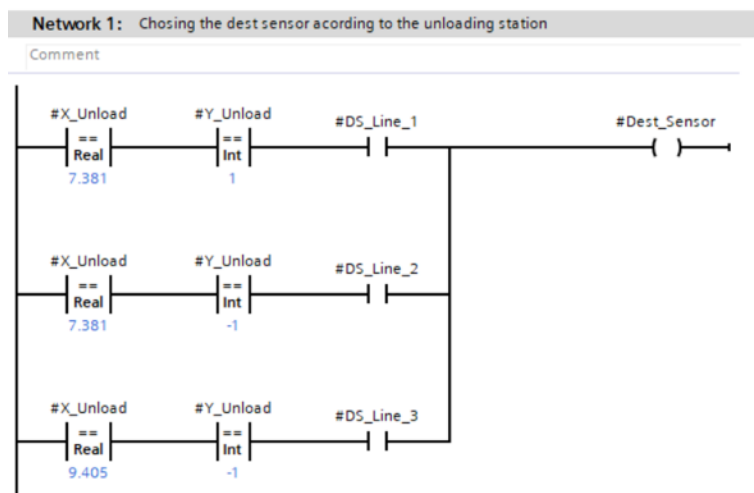 Network 1: Chosing the dest sensor acording to the unloading station
Comment
#X_Unload #Y_Unload #DS_Line_1 #Dest_Sensor
== ==
Real Int
7.381 1
#X_Unload #Y_Unload #DS_Line_2
== ==
Real Int
7.381 -1
#X_Unload #Y_Unload #DS_Line_3
== ==
Real Int
9.405 -1